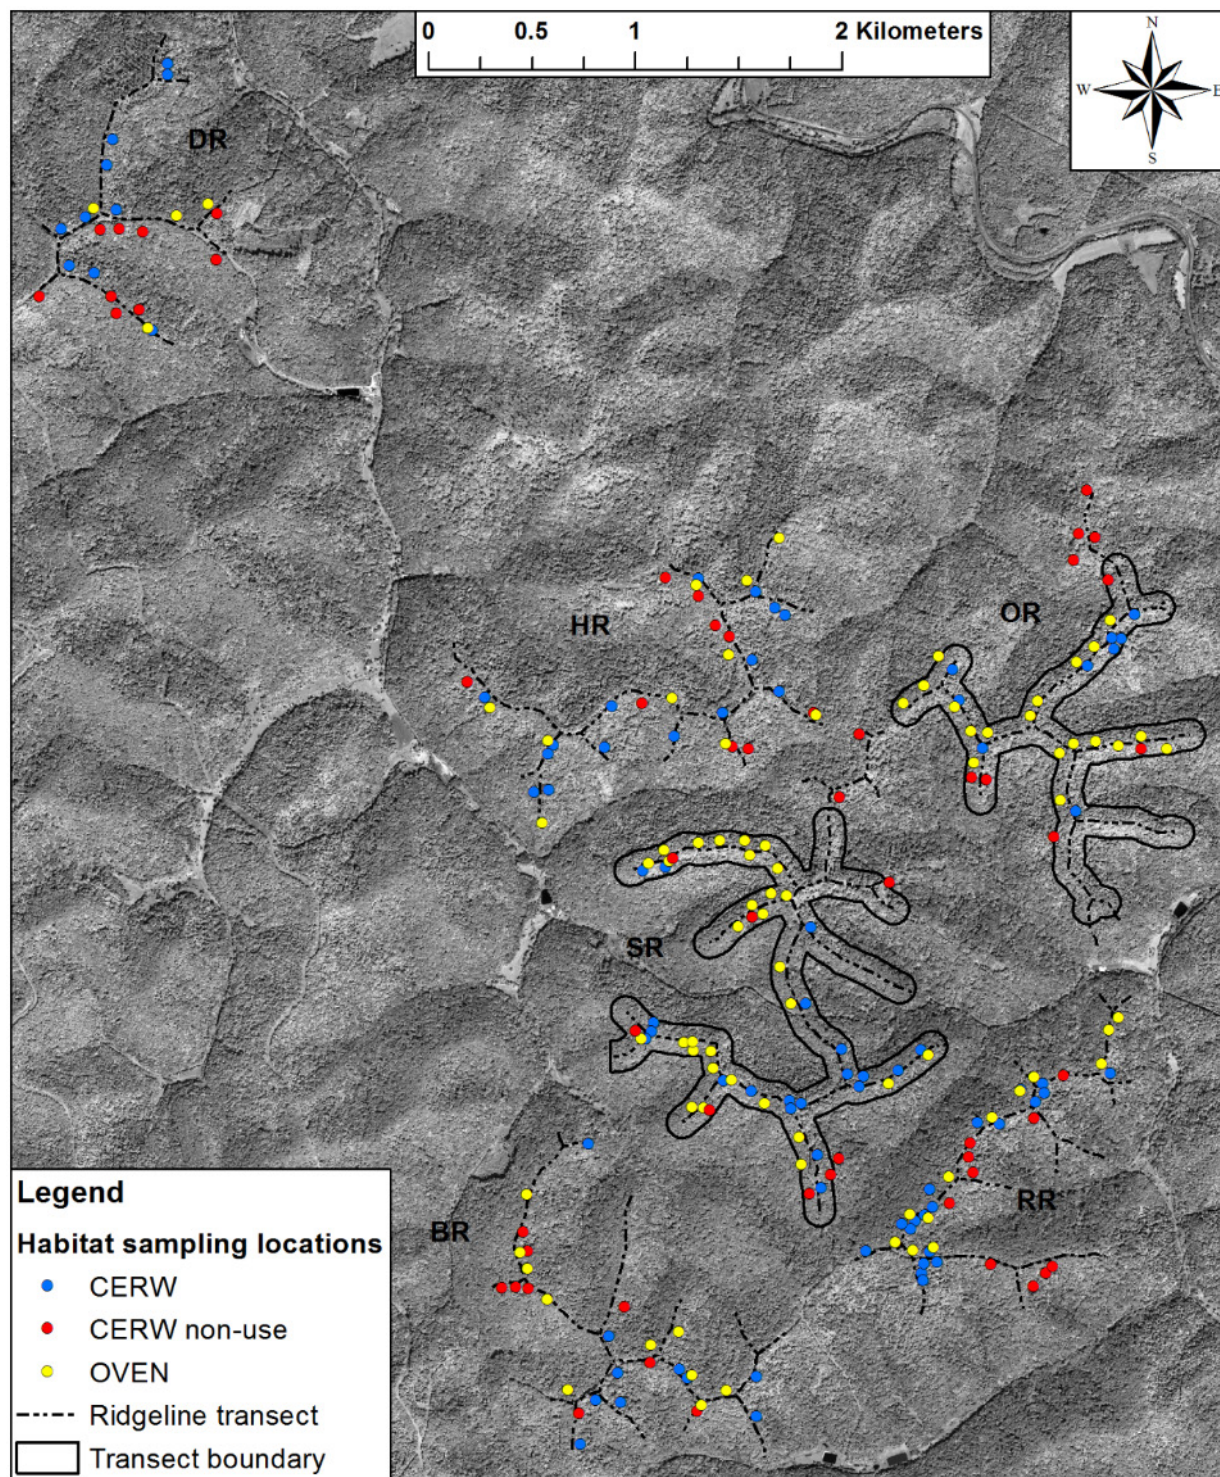 0 0.5 1 2 Kilometers
N
W E
S
DR
HR
OR
SR
BR
RR
Legend
Habitat sampling locations
CERW
CERW non-use
OVEN
Ridgeline transect
Transect boundary